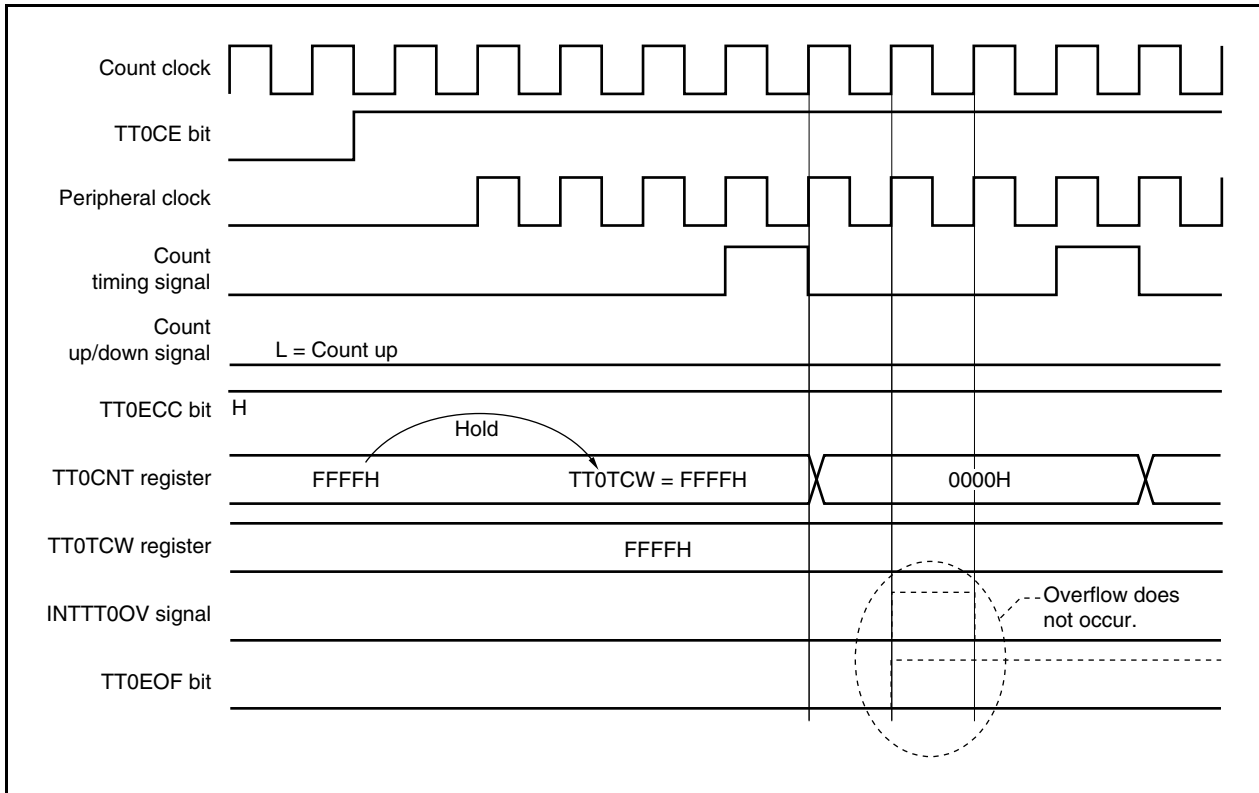 Count clock
TT0CE bit
Peripheral clock
Count
timing signal
Count
up/down signal
L = Count up
TT0ECC bit
H
Hold
TT0CNT register
FFFFH
TT0TCW = FFFFH
0000H
TT0TCW register
FFFFH
INTTT0OV signal
Overflow does
not occur.
TT0EOF bit